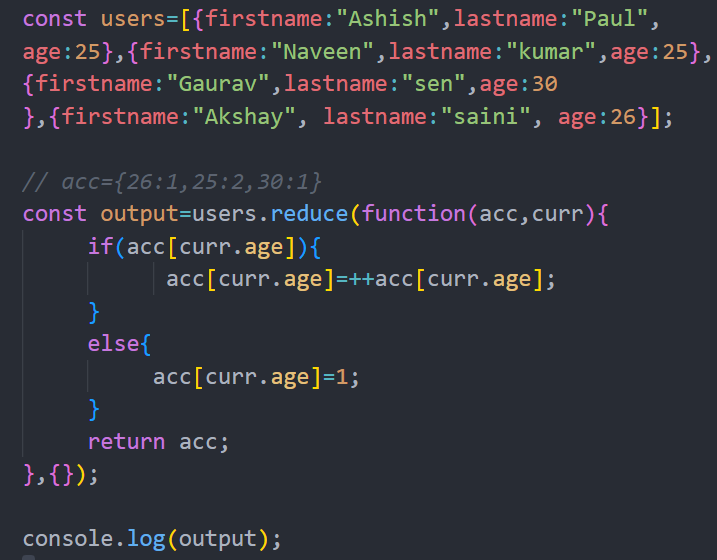 const users=[{firstname:"Ashish",lastname:"Paul",
age:25},{firstname:"Naveen",lastname:"kumar",age:25},
{firstname:"Gaurav",lastname:"sen",age:30
},{firstname:"Akshay", lastname:"saini", age:26}];
// acc={26:1,25:2,30:1}
const output=users.reduce(function(acc,curr){
if(acc[curr.age]){
acc[curr.age]=++acc[curr.age];
}
else{
acc[curr.age]=1;
}
return acc;
},{});
console.log(output);